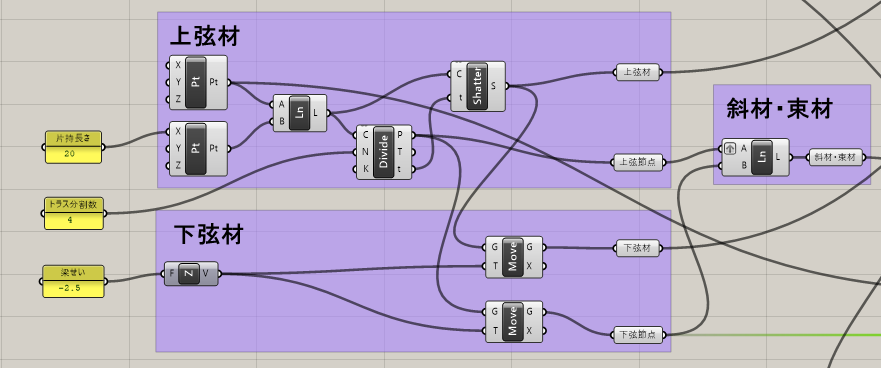 上弦材
X
Y
Z
Pt
Pt
片持長さ
20
X
Y
Z
Pt
Pt
A
B
Ln
L
C
N
K
Divide
P
T
t
C
t
Shatter
S
上弦材
上弦節点
斜材・束材
A
B
Ln
L
斜材・束材
トラス分割数
4
下弦材
梁せい
-2.5
F
Z
V
G
T
Move
G
X
下弦材
G
T
Move
G
X
下弦節点